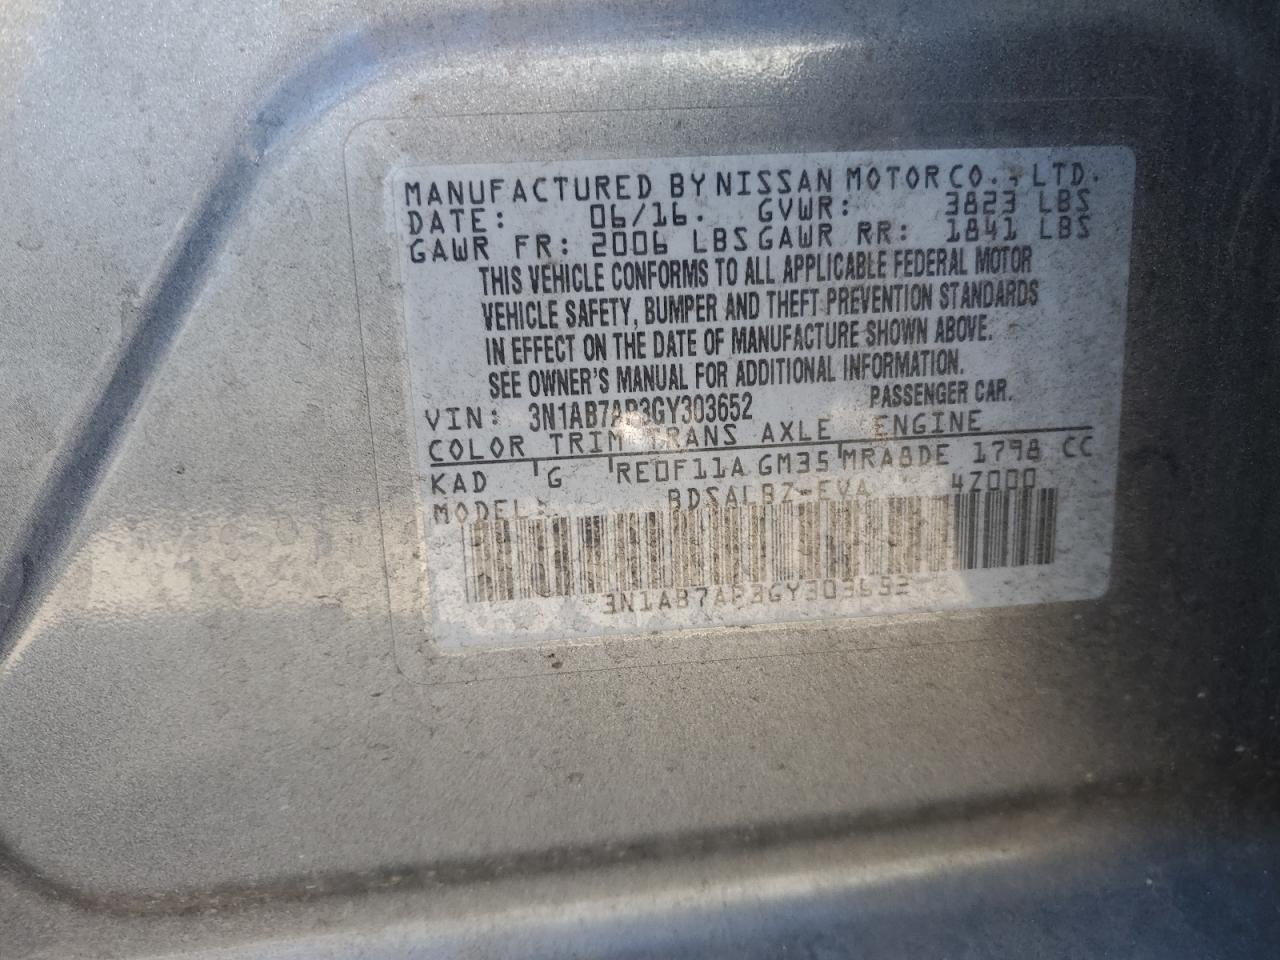 MANUFACTURED BY NISSAN MOTOR CO., LTD.
DATE: 06/16. GVWR: 3823 LBS
GAWR FR: 2006 LBS GAWR RR: 1841 LBS
THIS VEHICLE CONFORMS TO ALL APPLICABLE FEDERAL MOTOR
VEHICLE SAFETY, BUMPER AND THEFT PREVENTION STANDARDS
IN EFFECT ON THE DATE OF MANUFACTURE SHOWN ABOVE.
SEE OWNER'S MANUAL FOR ADDITIONAL INFORMATION.
VIN: 3N1AB7AP3GY303652 PASSENGER CAR.
COLOR TRIM TRANS AXLE ENGINE
KAD G RE0F11A GM35 MRA8DE 1798 CC
MODEL: BDSALBZ-EVA 4Z000
3N1AB7AP3GY303652